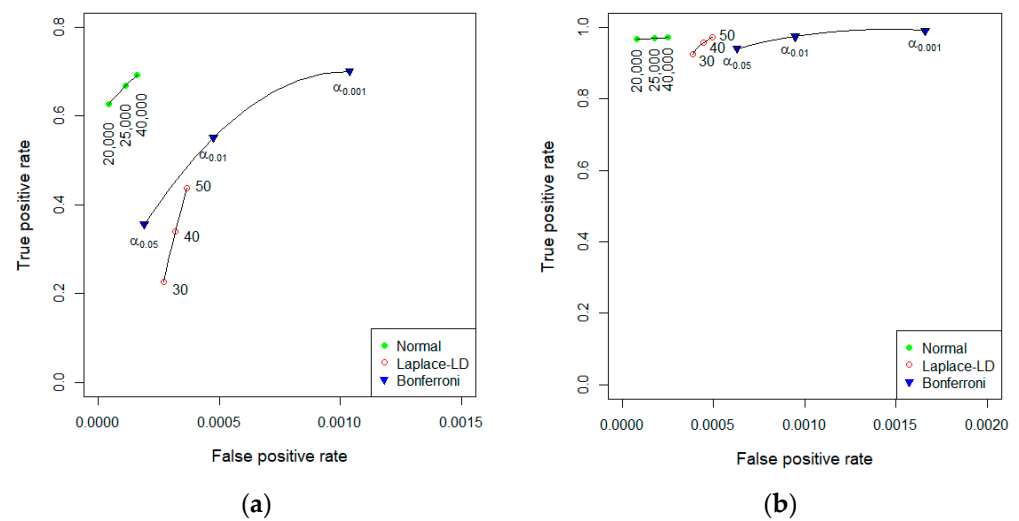 True positive rate
0.8
0.6
0.4
0.2
0.0
20,000
25,000
40,000
α0.05
α0.01
α0.001
50
40
30
Normal
Laplace-LD
Bonferroni
0.0000 0.0005 0.0010 0.0015
False positive rate
(a)
True positive rate
1.0
0.8
0.6
0.4
0.2
0.0
20,000
25,000
40,000
50
40
30
α0.05
α0.01
α0.001
Normal
Laplace-LD
Bonferroni
0.0000 0.0005 0.0010 0.0015 0.0020
False positive rate
(b)